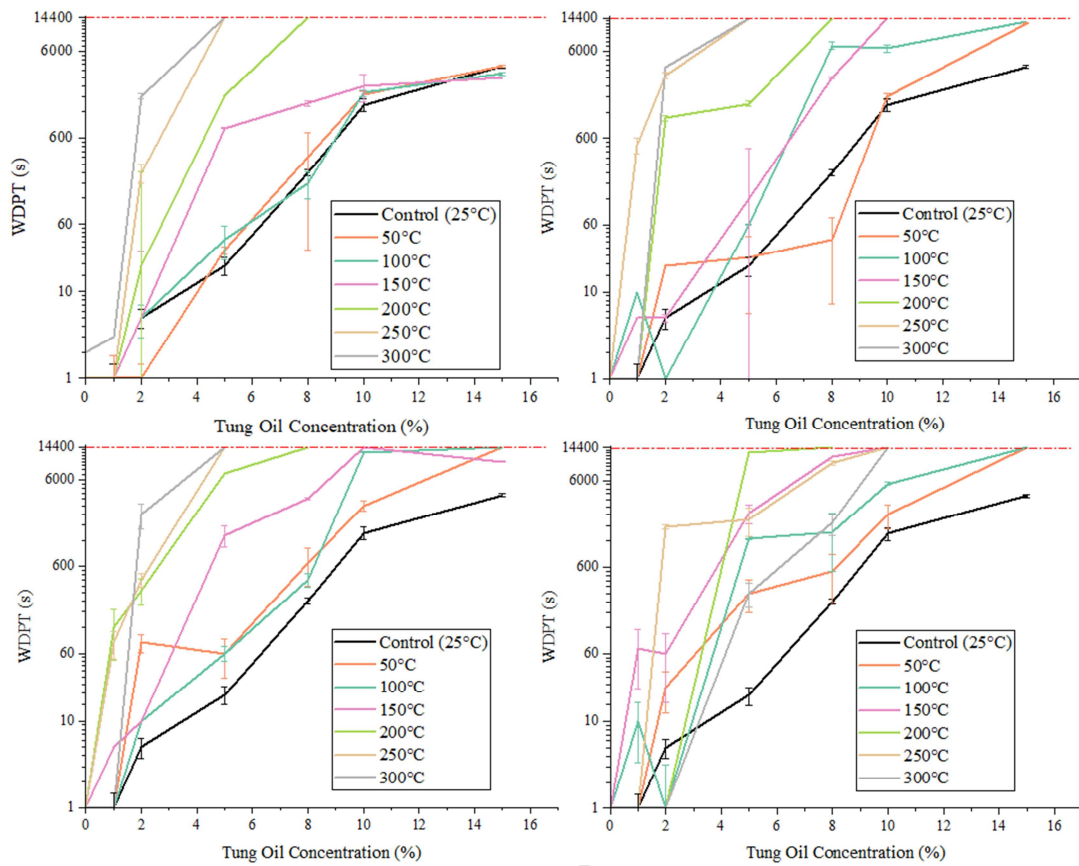 14400
6000
600
60
10
1
WDPT (s)
Control (25°C)
50°C
100°C
150°C
200°C
250°C
300°C
0 2 4 6 8 10 12 14 16
Tung Oil Concentration (%)
14400
6000
600
60
10
1
WDPT (s)
Control (25°C)
50°C
100°C
150°C
200°C
250°C
300°C
0 2 4 6 8 10 12 14 16
Tung Oil Concentration (%)
14400
6000
600
60
10
1
WDPT (s)
Control (25°C)
50°C
100°C
150°C
200°C
250°C
300°C
0 2 4 6 8 10 12 14 16
Tung Oil Concentration (%)
14400
6000
600
60
10
1
WDPT (s)
Control (25°C)
50°C
100°C
150°C
200°C
250°C
300°C
0 2 4 6 8 10 12 14 16
Tung Oil Concentration (%)